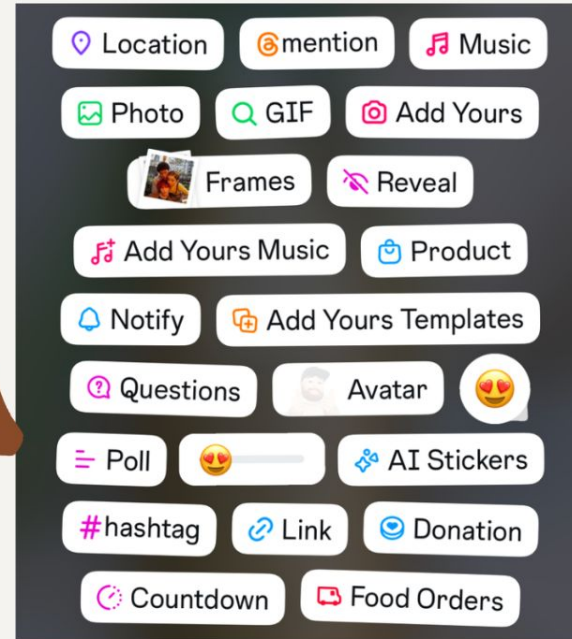 Location @mention Music
Photo GIF Add Yours
Frames Reveal
Add Yours Music Product
Notify Add Yours Templates
Questions Avatar
Poll AI Stickers
#hashtag Link Donation
Countdown Food Orders